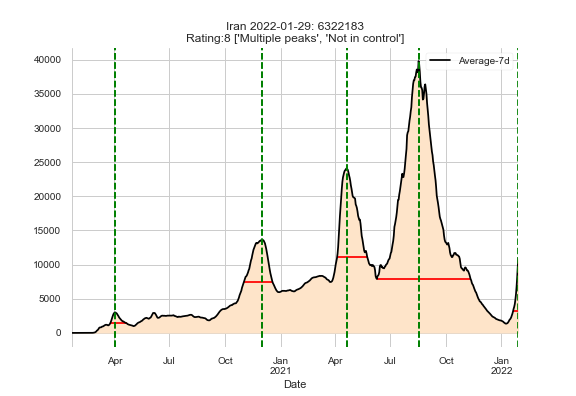 Iran 2022-01-29: 6322183
Rating:8 ['Multiple peaks', 'Not in control']
Average-7d
40000
35000
30000
25000
20000
15000
10000
5000
0
Apr Jul Oct Jan Apr Jul Oct Jan
2021 2022
Date